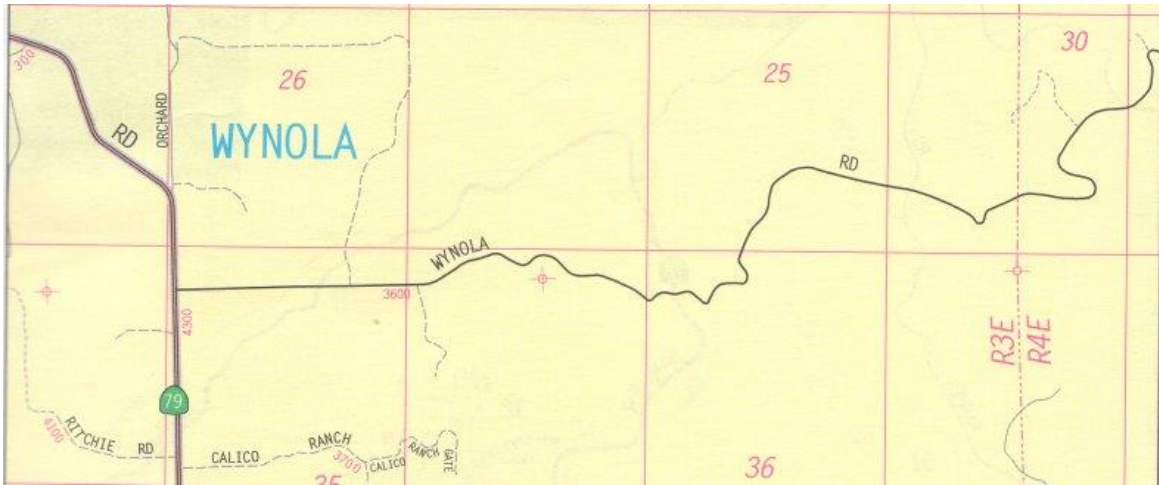 300
RD
ORCHARD
26
WYNOLA
25
30
RD
WYNOLA
3600
4300
R3E
R4E
79
4100
RITCHIE RD
CALICO RANCH
3700
CALICO RANCH
GATE
35
36